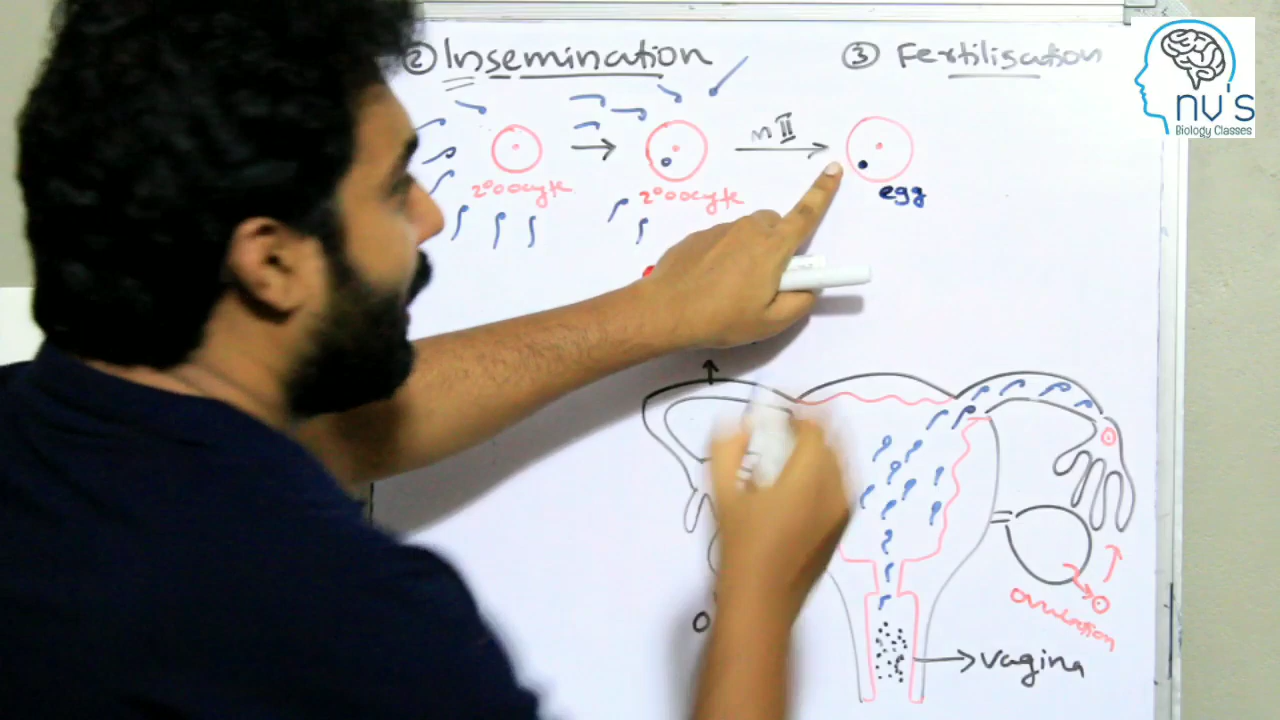 ② Insemination
③ Fertilisation
nv's
Biology Classes
m II
2° oocyte
2° oocyte
egg
Ovulation
O
vagina